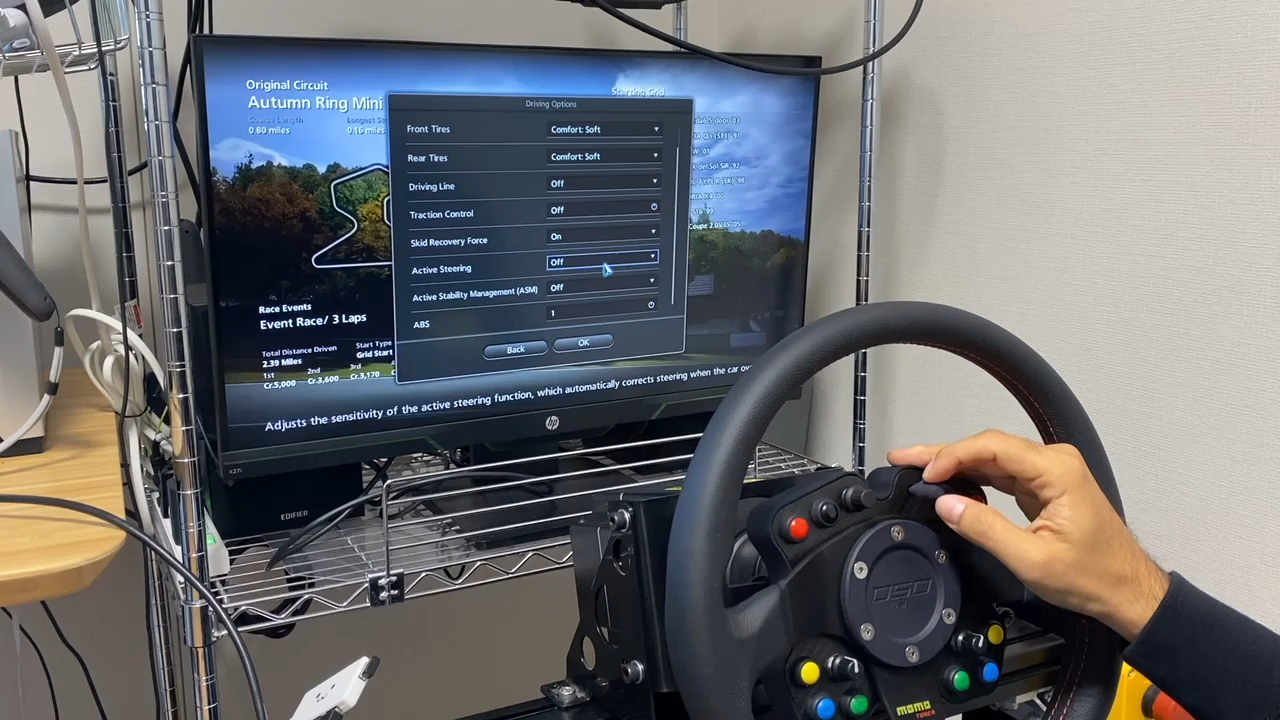 Original Circuit
Autumn Ring Mini
Course Length
0.80 miles
0.16 miles
Starting Grid
Driving Options
Front Tires
Comfort: Soft
Rear Tires
Comfort: Soft
Driving Line
Off
Traction Control
Off
Skid Recovery Force
On
Active Steering
Off
Active Stability Management (ASM)
Off
ABS
1
Back
OK
Race Events
Event Race/ 3 Laps
Total Distance Driven
2.39 Miles
Start Type
Grid Start
1st
2nd
3rd
Cr.5,000
Cr.3,600
Cr.3,170
Adjusts the sensitivity of the active steering function, which automatically corrects steering when the car
hp
EDIFIER
momo